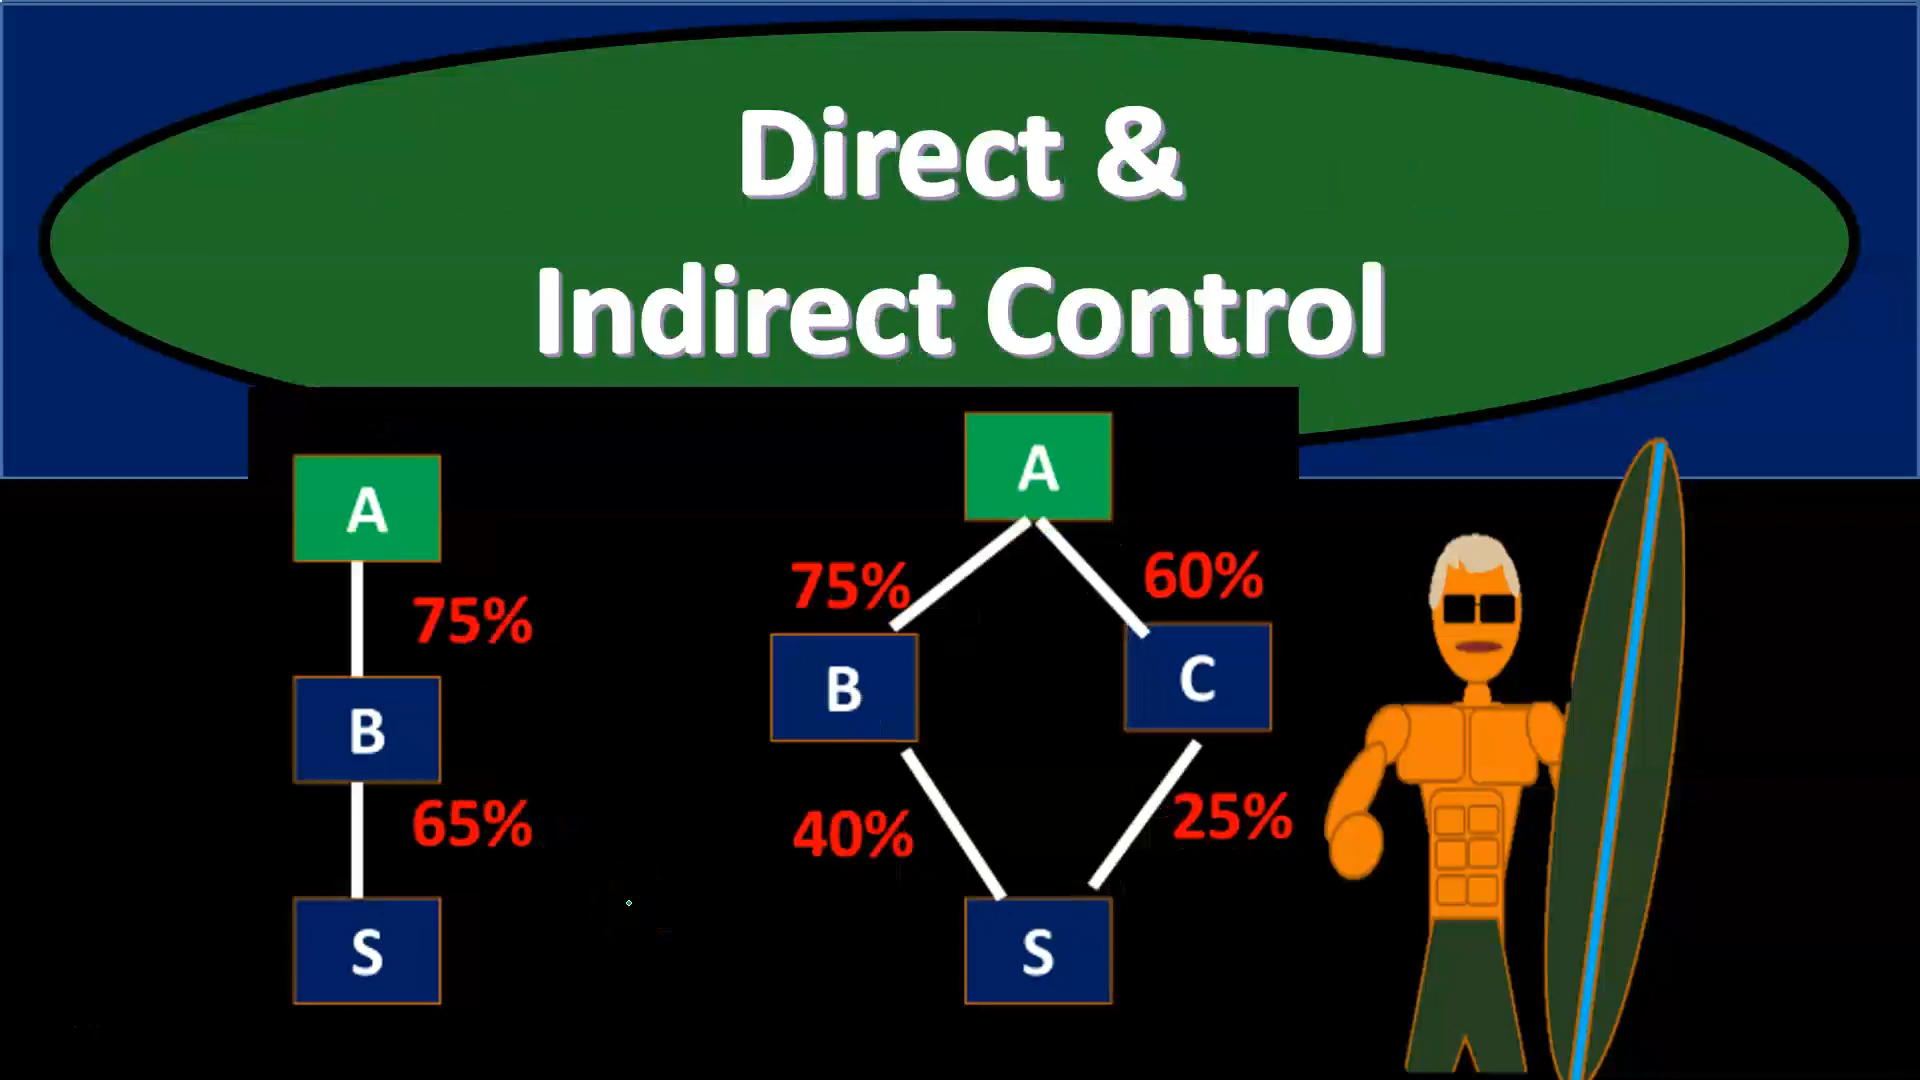 Direct &
Indirect Control
A
75%
B
65%
S
A
75%
60%
B
C
40%
25%
S